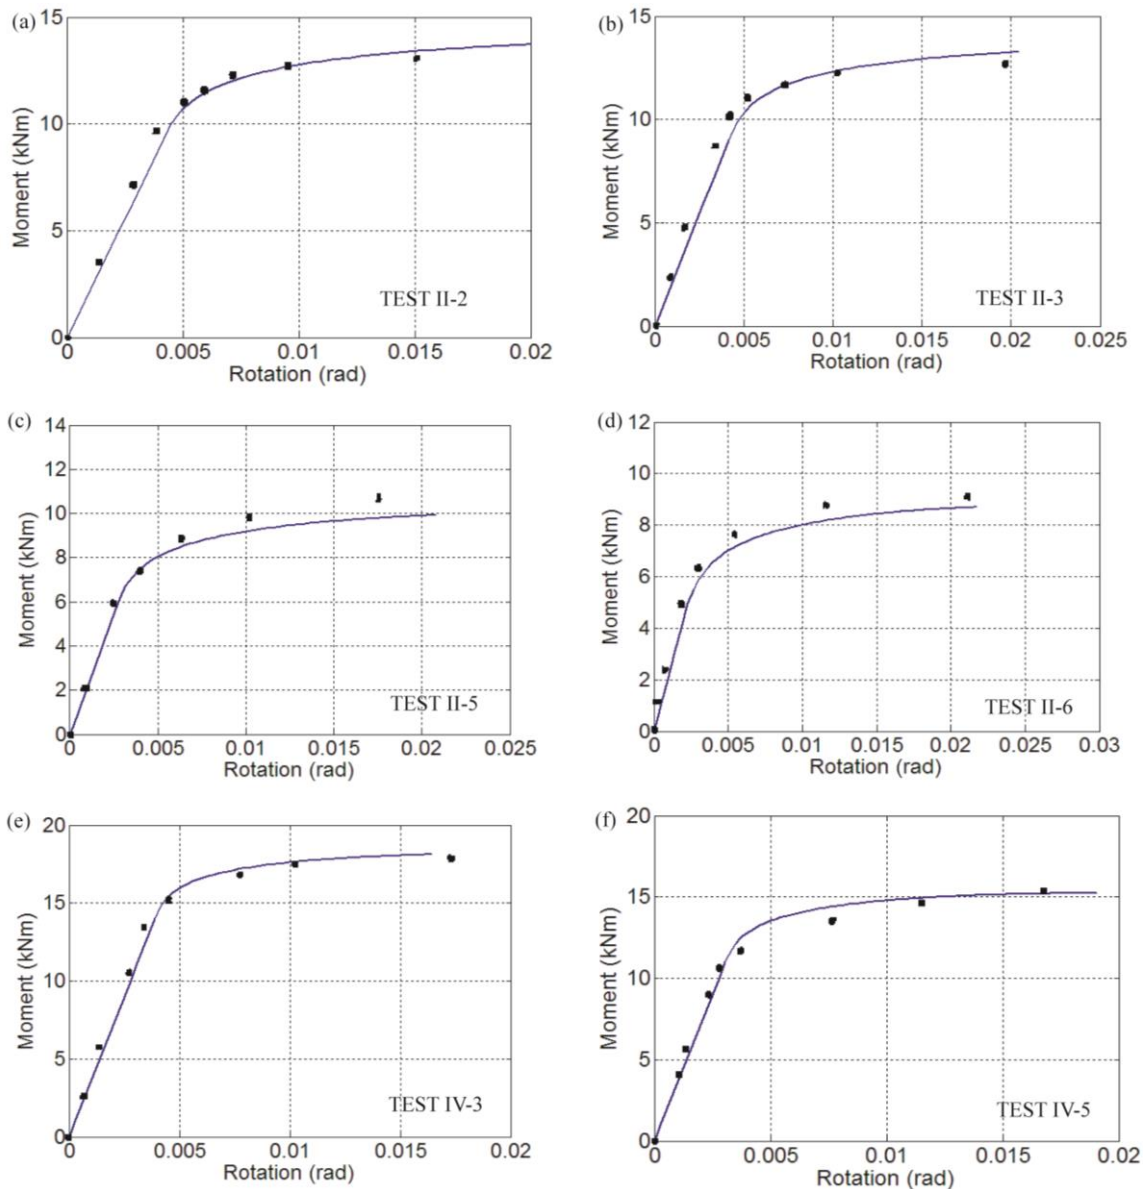 (a)
15
10
5
0
Moment (kNm)
0 0.005 0.01 0.015 0.02
Rotation (rad)
TEST II-2
(b)
15
10
5
0
Moment (kNm)
0 0.005 0.01 0.015 0.02 0.025
Rotation (rad)
TEST II-3
(c)
14
12
10
8
6
4
2
0
Moment (kNm)
0 0.005 0.01 0.015 0.02 0.025
Rotation (rad)
TEST II-5
(d)
12
10
8
6
4
2
0
Moment (kNm)
0 0.005 0.01 0.015 0.02 0.025 0.03
Rotation (rad)
TEST II-6
(e)
20
15
10
5
0
Moment (kNm)
0 0.005 0.01 0.015 0.02
Rotation (rad)
TEST IV-3
(f)
20
15
10
5
0
Moment (kNm)
0 0.005 0.01 0.015 0.02
Rotation (rad)
TEST IV-5